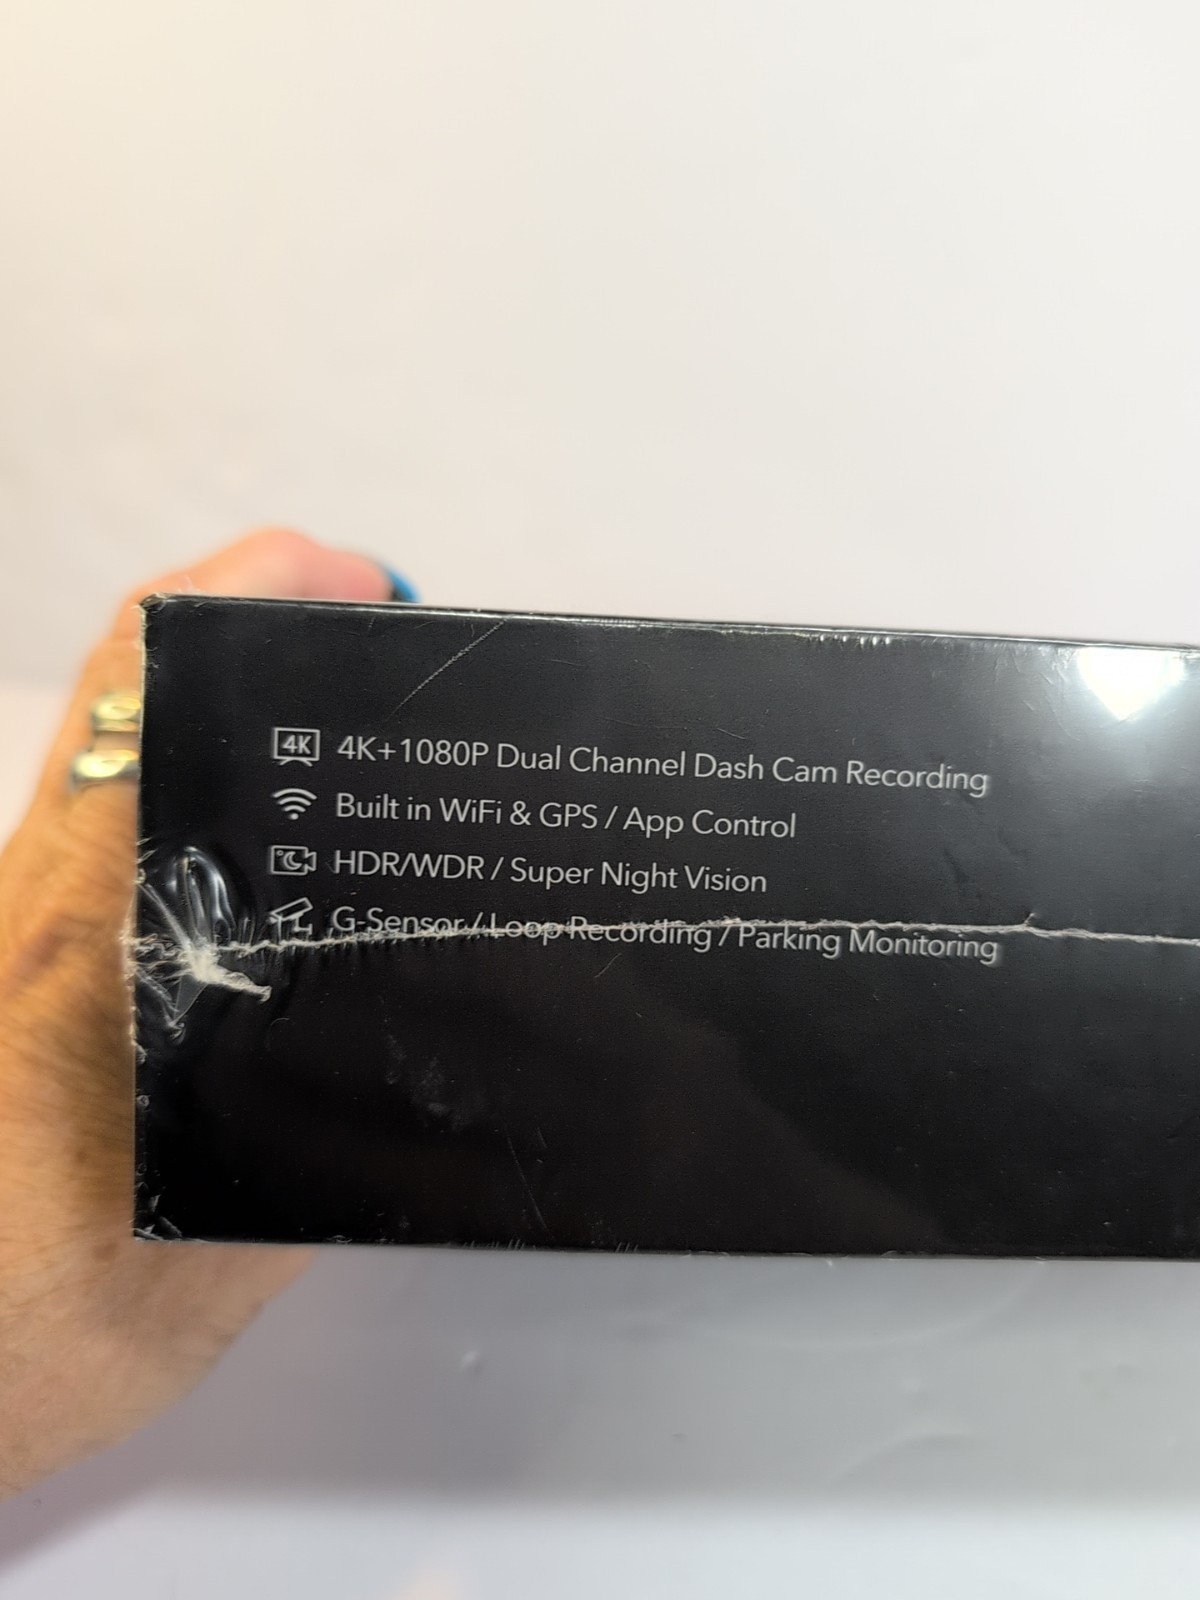 4K 4K+1080P Dual Channel Dash Cam Recording
Built in WiFi & GPS / App Control
HDR/WDR / Super Night Vision
G-Sensor / Loop Recording / Parking Monitoring